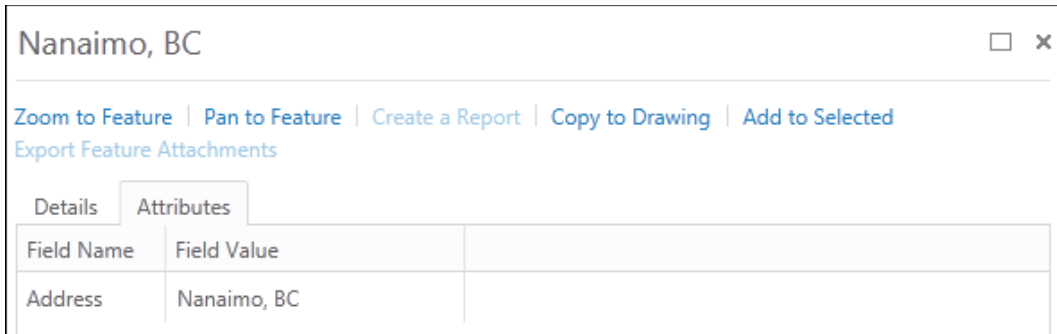 Nanaimo, BC
Zoom to Feature | Pan to Feature | Create a Report | Copy to Drawing | Add to Selected
Export Feature Attachments
Details Attributes
Field Name Field Value
Address Nanaimo, BC